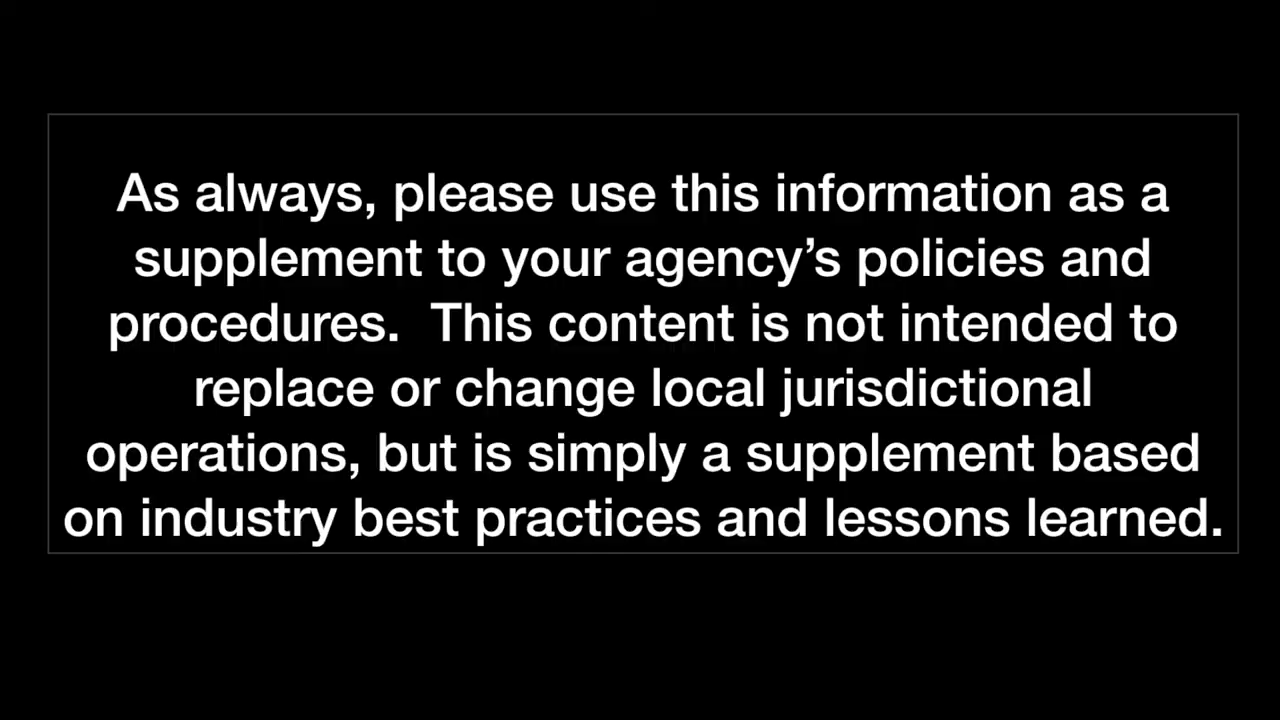 As always, please use this information as a
supplement to your agency’s policies and
procedures.  This content is not intended to
replace or change local jurisdictional
operations, but is simply a supplement based
on industry best practices and lessons learned.